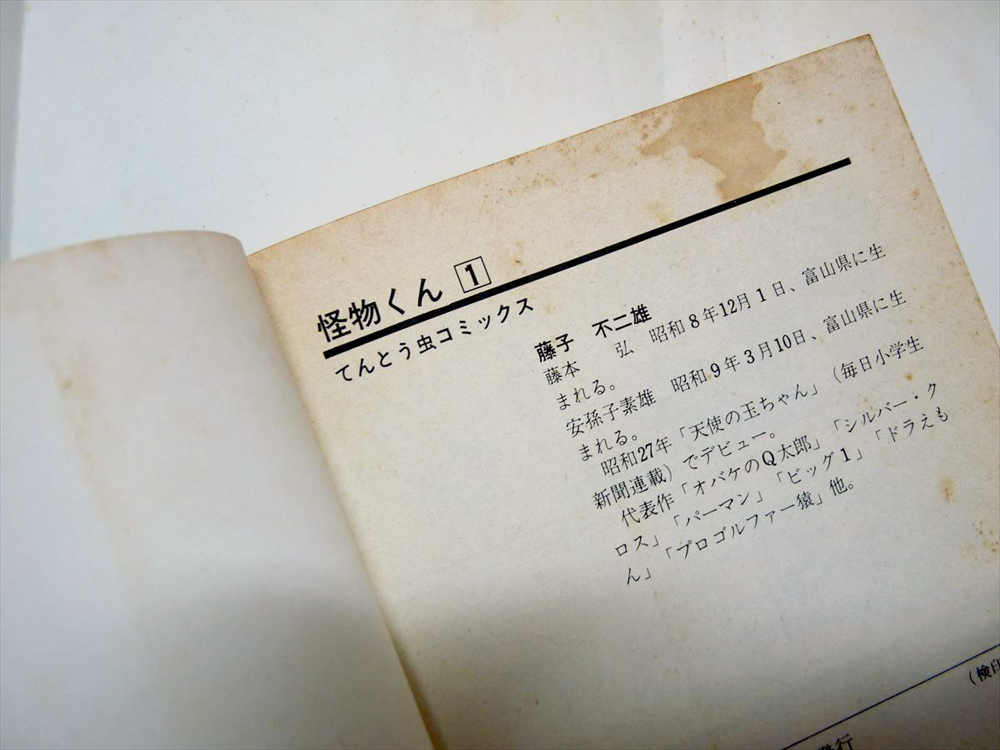 怪物くん 1
てんとう虫コミックス
藤子 不二雄
藤本 弘 昭和8年12月1日、富山県に生
まれる。
安孫子素雄 昭和9年3月10日、富山県に生
まれる。
昭和27年「天使の玉ちゃん」(毎日小学生
新聞連載)でデビュー。
代表作「オバケのQ太郎」「シルバー・ク
ロス」「パーマン」「ビッグ1」「ドラえも
ん」「プロゴルファー猿」他。
(検印
行